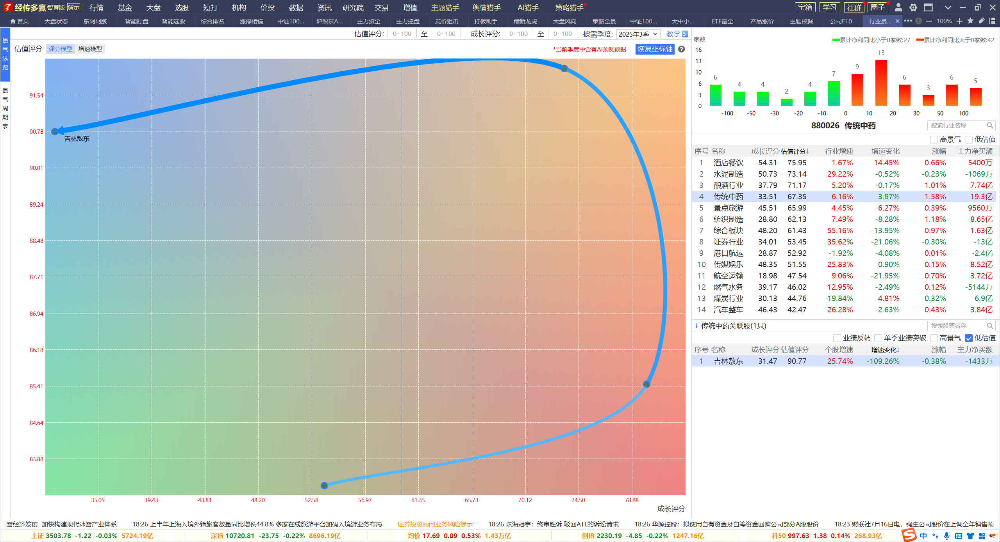 经传多赢 智尊版 演示 行情 基金 大盘 选股 短打 机构 价投 数据 资讯 研究院 交易 增值 主题猎手 舆情猎手 AI猎手 策略猎手 宝箱 学习 社群 圈子
首页 大盘状态 东阿阿胶 智能盯盘 智能选股 综合排名 涨停棱镜 中证100... 沪深京A... 主力资金 主力控盘 竞价狙击 打板助手 最新龙虎 大盘风向 策略全景 中证100... 大中小... ETF基金 产品涨价 主题挖掘 公司F10 行业景... 100%
景气纵览
景气周期表
估值评分: 0~100 至 0~100 成长评分: 0~100 至 0~100 披露季度: 2025年3季 教学
估值评分 评分模型 增速模型 *当前季度中含有AI预测数据 恢复坐标轴
91.54
90.78
90.01
89.24
88.48
87.71
86.94
86.18
85.41
84.64
83.88
吉林敖东
35.05 39.43 43.81 48.20 52.58 56.97 61.35 65.73 70.12 74.50 78.88
成长评分
家数 累计净利同比小于0家数:27 累计净利同比大于0家数:42
16
13
10
6
3
0
6 4 4 2 4 7 9 13 6 3 6 5
-100 -50 -30 -20 -10 0 10 20 30 50 100
880026 传统中药 搜索行业名称
高景气 低估值
序号 名称 成长评分 估值评分↓ 行业增速 增速变化 涨幅 主力净买额
1 酒店餐饮 54.31 75.95 1.67% 14.45% 0.66% 5400万
2 水泥制造 50.73 73.14 29.22% -0.52% -0.23% -1069万
3 酿酒行业 37.79 71.17 5.20% -0.17% 1.01% 7.74亿
4 传统中药 33.51 67.35 6.16% -3.97% 1.58% 19.3亿
5 景点旅游 45.51 65.99 4.45% 6.27% 0.39% 9560万
6 纺织制造 28.80 62.13 7.49% -8.28% 1.18% 8.65亿
7 综合板块 48.20 61.43 55.16% -13.95% 0.97% 1.63亿
8 证券行业 34.01 53.45 35.62% -21.06% -0.30% -13亿
9 港口航运 28.87 52.92 -1.92% -4.08% 0.01% -2.4亿
10 传媒娱乐 48.35 51.55 25.83% -0.90% 0.15% 8.52亿
11 航空运输 18.98 47.54 9.06% -21.95% 0.70% 3.72亿
12 燃气水务 39.17 46.02 12.95% -2.49% 0.12% -5144万
13 煤炭行业 30.13 44.76 -19.84% 4.81% -0.32% -6.9亿
14 汽车整车 46.43 42.47 26.28% -2.63% 0.43% 3.84亿
传统中药关联股(1只) 搜索股票名称
业绩反转 单季业绩突破 高景气 低估值
序号 名称 成长评分 估值评分 个股增速 增速变化↓ 涨幅 主力净买额
1 吉林敖东 31.47 90.77 25.74% -109.26% -0.38% -1433万
雪经济发展 加快构建现代冰雪产业体系 18:26 上半年上海入境外籍旅客数量同比增长44.8% 多家在线旅游平台加码入境游业务布局 证券投资顾问业务风险提示 18:26 珠海冠宇：终审胜诉 驳回ATL的诉讼请求 18:26 华源控股：拟使用自有资金及自筹资金回购公司部分A股股份 18:23 财联社7月16日电，强生公司股价在上调全年销售预
上证 3503.78 -1.22 -0.03% 5724.19亿 深指 10720.81 -23.75 -0.22% 8696.19亿 均价 17.69 0.09 0.53% 1.43万亿 创指 2230.19 -4.85 -0.22% 1247.16亿 科50 997.63 1.38 0.14% 268.93亿 中